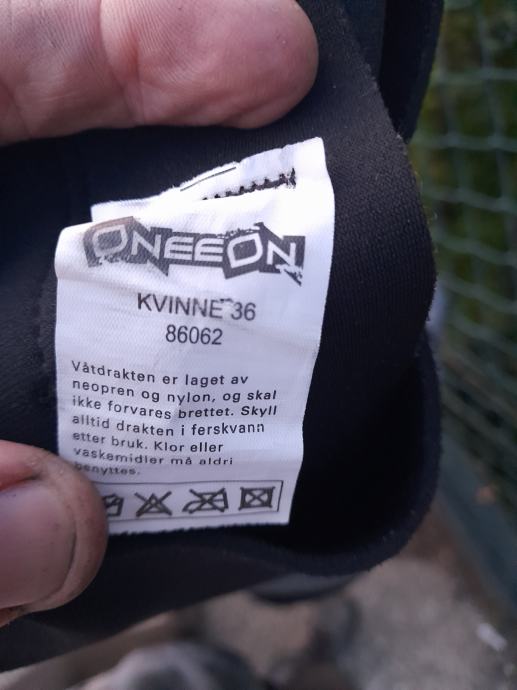 ONEEON
KVINNE 36
86062
Våtdrakten er laget av
neopren og nylon, og skal
ikke forvares brettet. Skyll
alltid drakten i ferskvann
etter bruk. Klor eller
vaskemidler må aldri
benyttes.